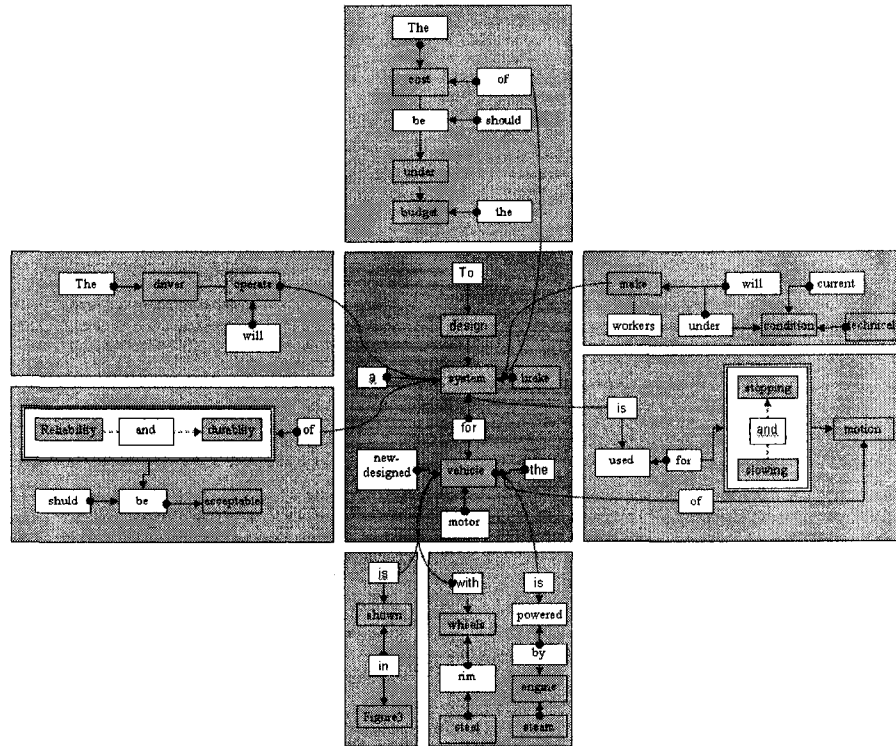 The
cost of
be should
under
budget the
The driver operate
will
To
design
a system brake
for
new-designed vehicle the
motor
make will current
workers under condition technical
Reliability and durability of
shuld be acceptable
is
used for
stopping
and
slowing
motion
of
is
shown
in
Figure3
with
wheels
rim
steel
is
powered
by
engine
steam